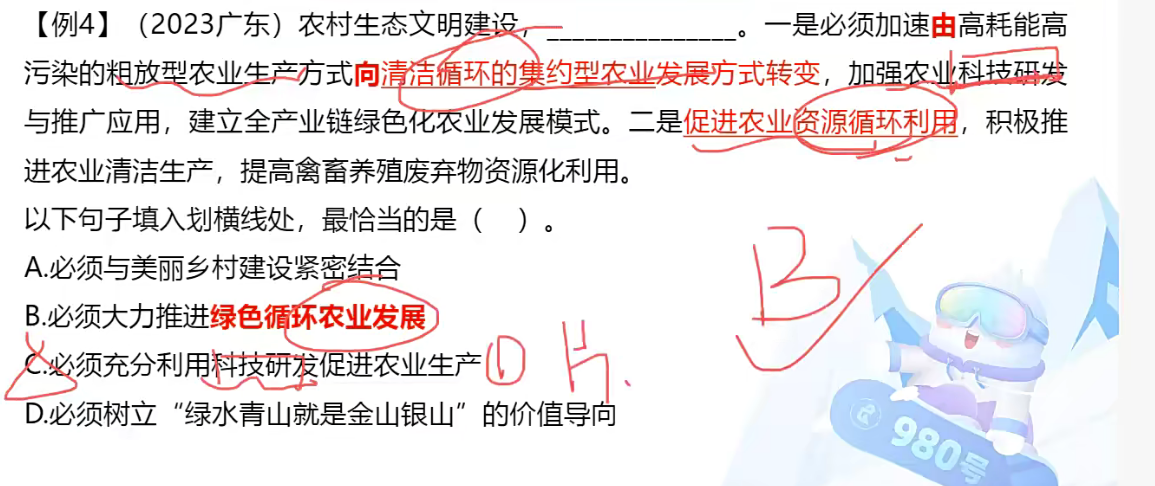 【例4】（2023广东）农村生态文明建设，_______________。一是必须加速由高耗能高
污染的粗放型农业生产方式向清洁循环的集约型农业发展方式转变，加强农业科技研发
与推广应用，建立全产业链绿色化农业发展模式。二是促进农业资源循环利用，积极推
进农业清洁生产，提高禽畜养殖废弃物资源化利用。
以下句子填入划横线处，最恰当的是（　）。
A.必须与美丽乡村建设紧密结合
B.必须大力推进绿色循环农业发展
C.必须充分利用科技研发促进农业生产 ① 片.
D.必须树立“绿水青山就是金山银山”的价值导向
B
980号